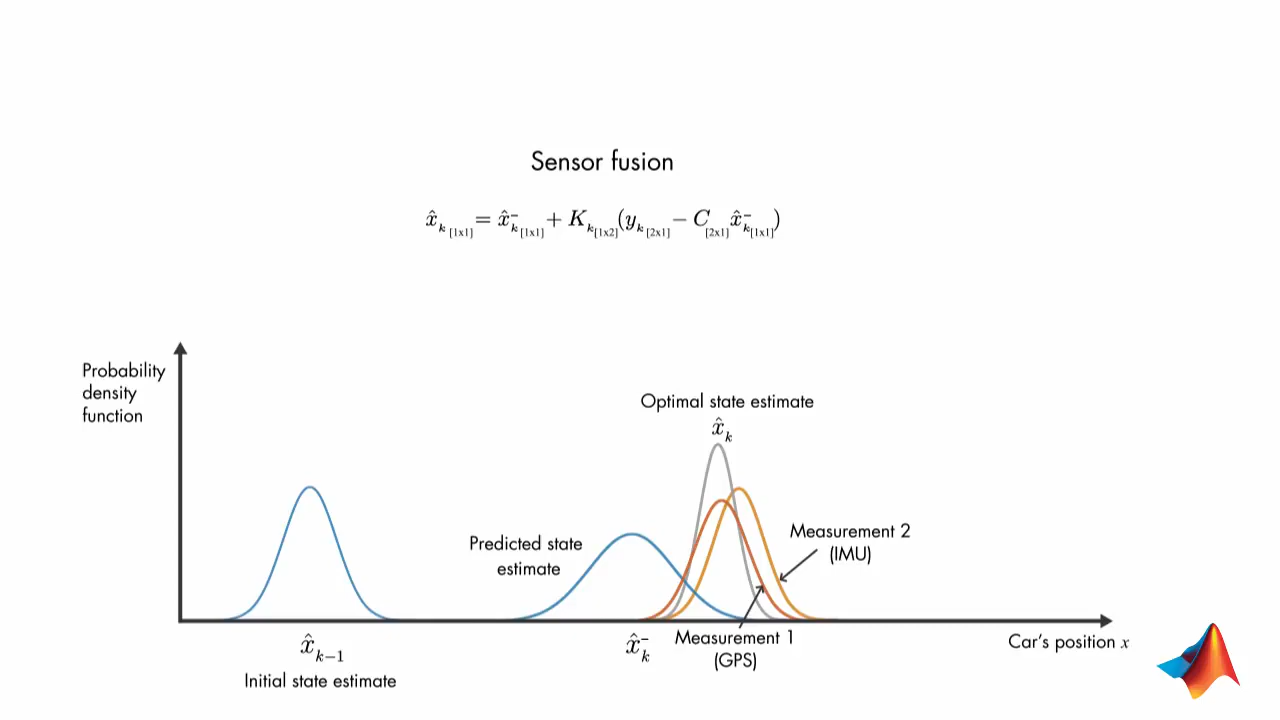 Sensor fusion
x̂ₖ [1x1] = x̂ₖ⁻ [1x1] + Kₖ [1x2] (yₖ [2x1] − C [2x1] x̂ₖ⁻ [1x1])
Probability
density
function
Optimal state estimate
x̂ₖ
Predicted state
estimate
Measurement 2
(IMU)
x̂ₖ₋₁
Initial state estimate
x̂ₖ⁻
Measurement 1
(GPS)
Car's position x